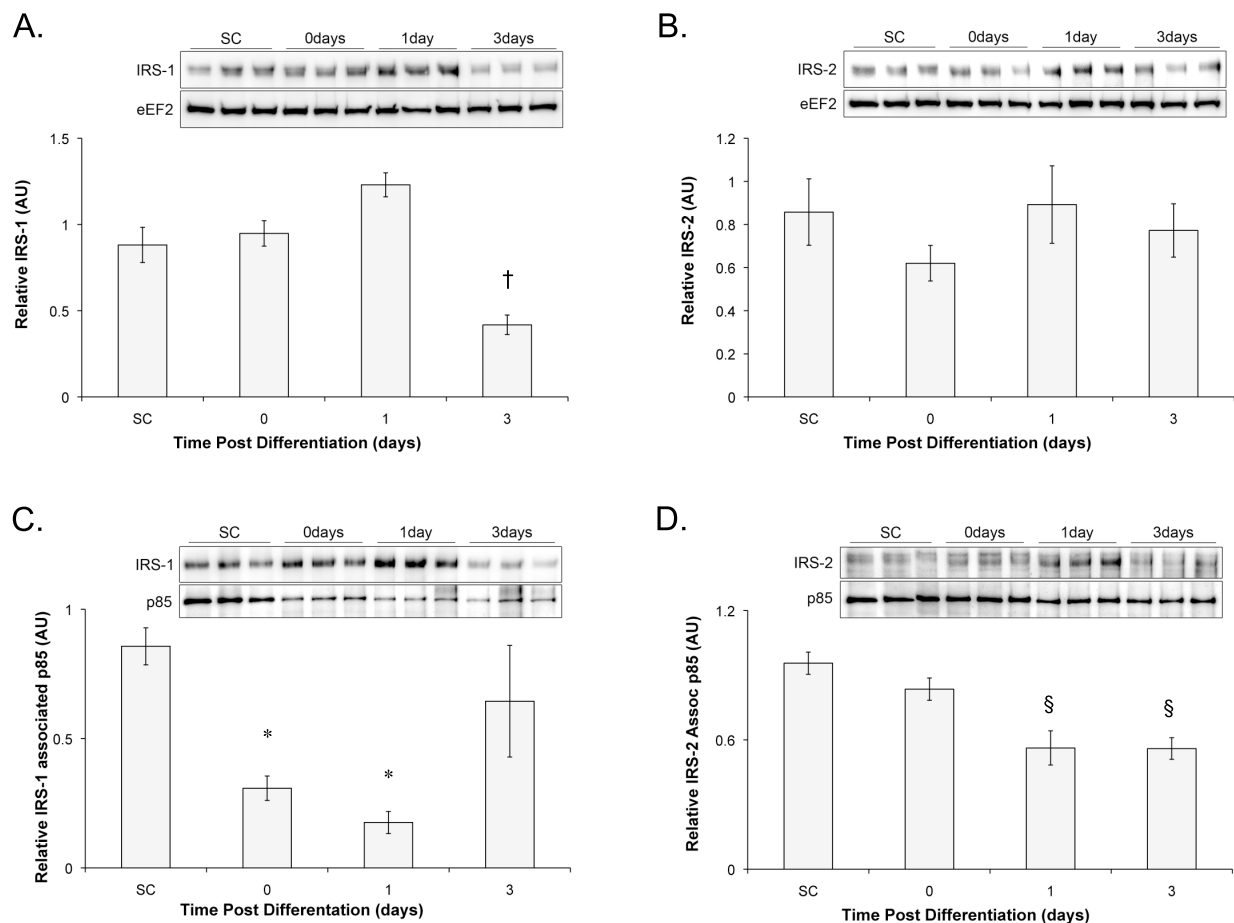 A.
SC 0days 1day 3days
IRS-1
eEF2
1.5
1
0.5
0
Relative IRS-1 (AU)
†
SC 0 1 3
Time Post Differentiation (days)
B.
SC 0days 1day 3days
IRS-2
eEF2
1.2
1
0.8
0.6
0.4
0.2
0
Relative IRS-2 (AU)
SC 0 1 3
Time Post Differentiation (days)
C.
SC 0days 1day 3days
IRS-1
p85
1
0.5
0
Relative IRS-1 associated p85 (AU)
* *
SC 0 1 3
Time Post Differentation (days)
D.
SC 0days 1day 3days
IRS-2
p85
1.2
0.6
0
Relative IRS-2 Assoc p85 (AU)
§ §
SC 0 1 3
Time Post Differentiation (days)